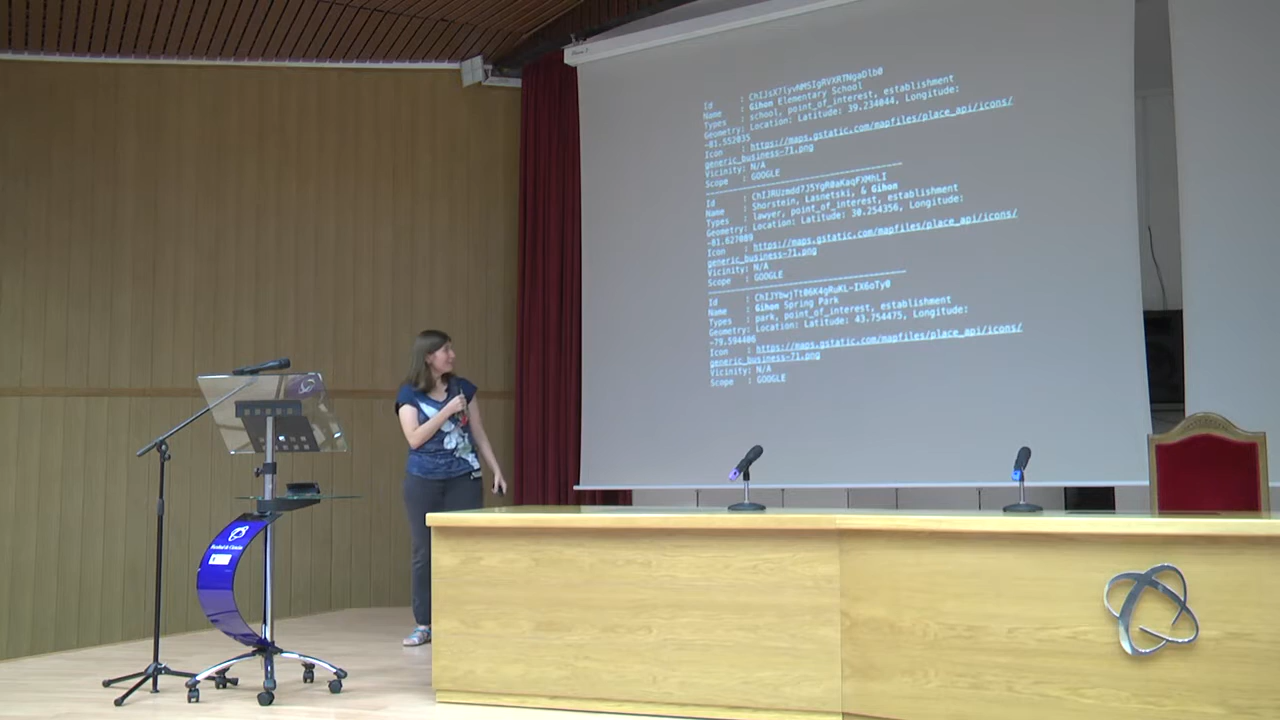 Id : ChIJsX7lyvNMSIgRVXRTNgaDlb0
Name : Gihon Elementary School
Types : school, point_of_interest, establishment
Geometry: Location: Latitude: 39.234044, Longitude:
-81.552035
Icon : https://maps.gstatic.com/mapfiles/place_api/icons/
generic_business-71.png
Vicinity: N/A
Scope : GOOGLE
Id : ChIJRUzmdd7J5YgR0aKaqFXMhLI
Name : Shorstein, Lasnetski, & Gihon
Types : lawyer, point_of_interest, establishment
Geometry: Location: Latitude: 30.254356, Longitude:
-81.627089
Icon : https://maps.gstatic.com/mapfiles/place_api/icons/
generic_business-71.png
Vicinity: N/A
Scope : GOOGLE
Id : ChIJYbwjTt06K4gRuKL-IX6oTy0
Name : Gihon Spring Park
Types : park, point_of_interest, establishment
Geometry: Location: Latitude: 43.754475, Longitude:
-79.594406
Icon : https://maps.gstatic.com/mapfiles/place_api/icons/
generic_business-71.png
Vicinity: N/A
Scope : GOOGLE
Facultad de Ciencias